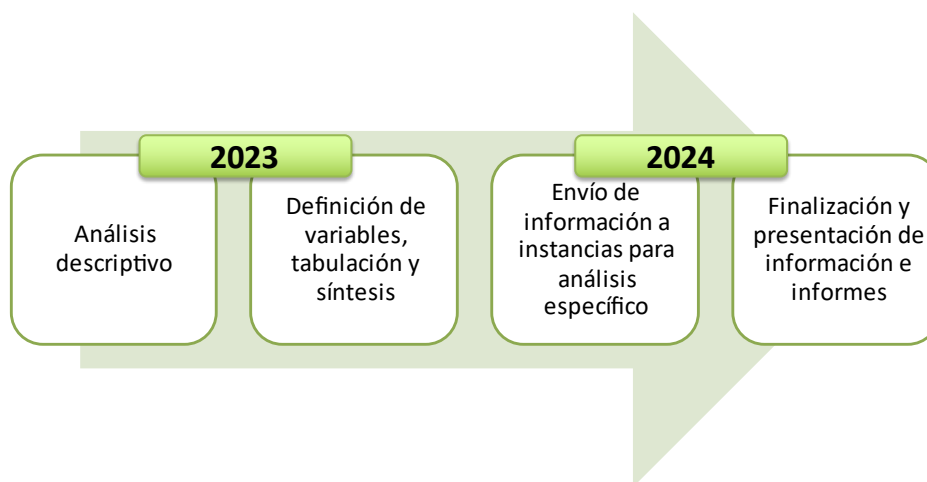 2023
Análisis
descriptivo
Definición de
variables,
tabulación y
síntesis
2024
Envío de
información a
instancias para
análisis
específico
Finalización y
presentación de
información e
informes